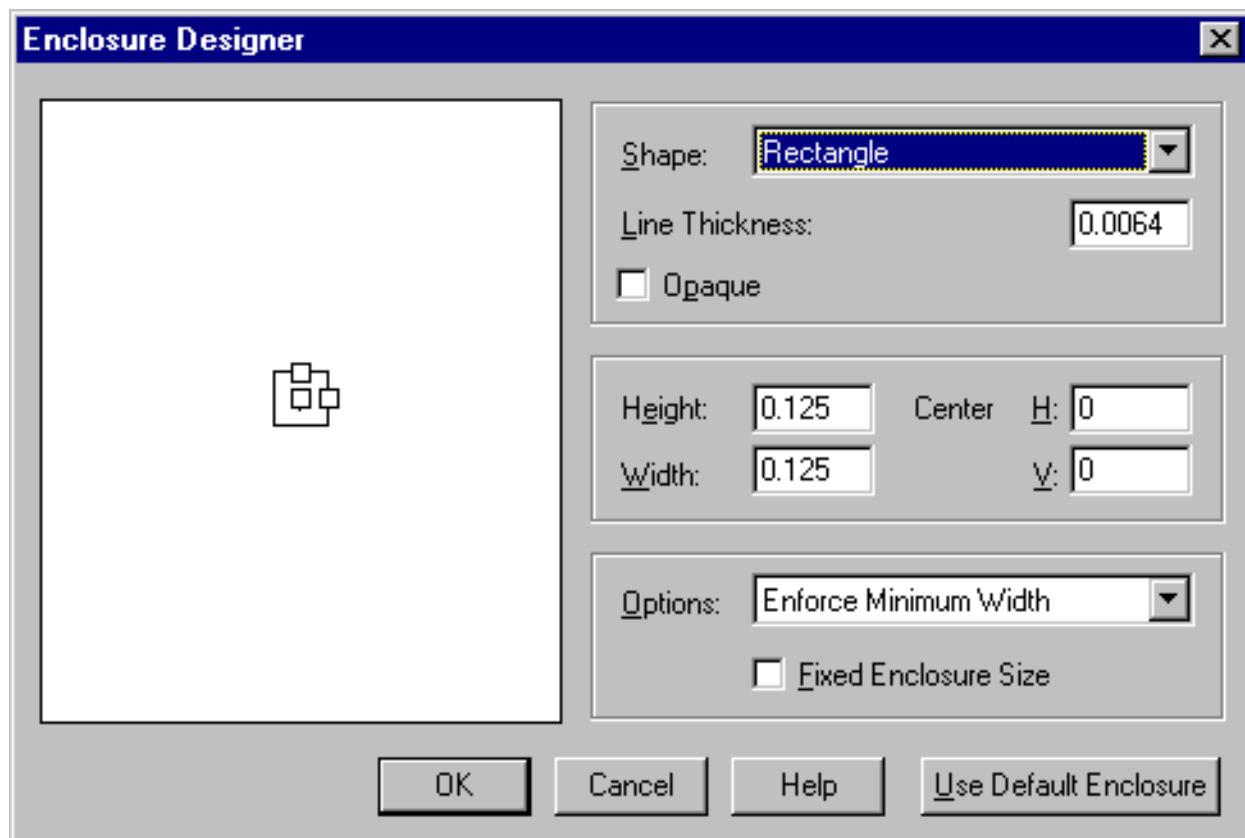 Enclosure Designer
Shape: Rectangle
Line Thickness: 0.0064
Opaque
Height: 0.125 Center H: 0
Width: 0.125 V: 0
Options: Enforce Minimum Width
Fixed Enclosure Size
OK Cancel Help Use Default Enclosure